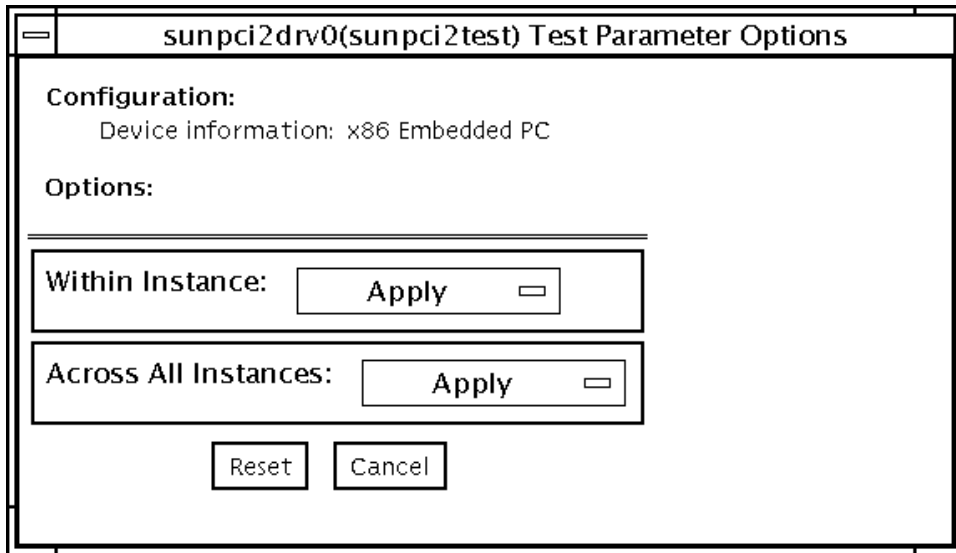 sunpci2drv0(sunpci2test) Test Parameter Options
Configuration:
Device information: x86 Embedded PC
Options:
Within Instance: Apply
Across All Instances: Apply
Reset Cancel